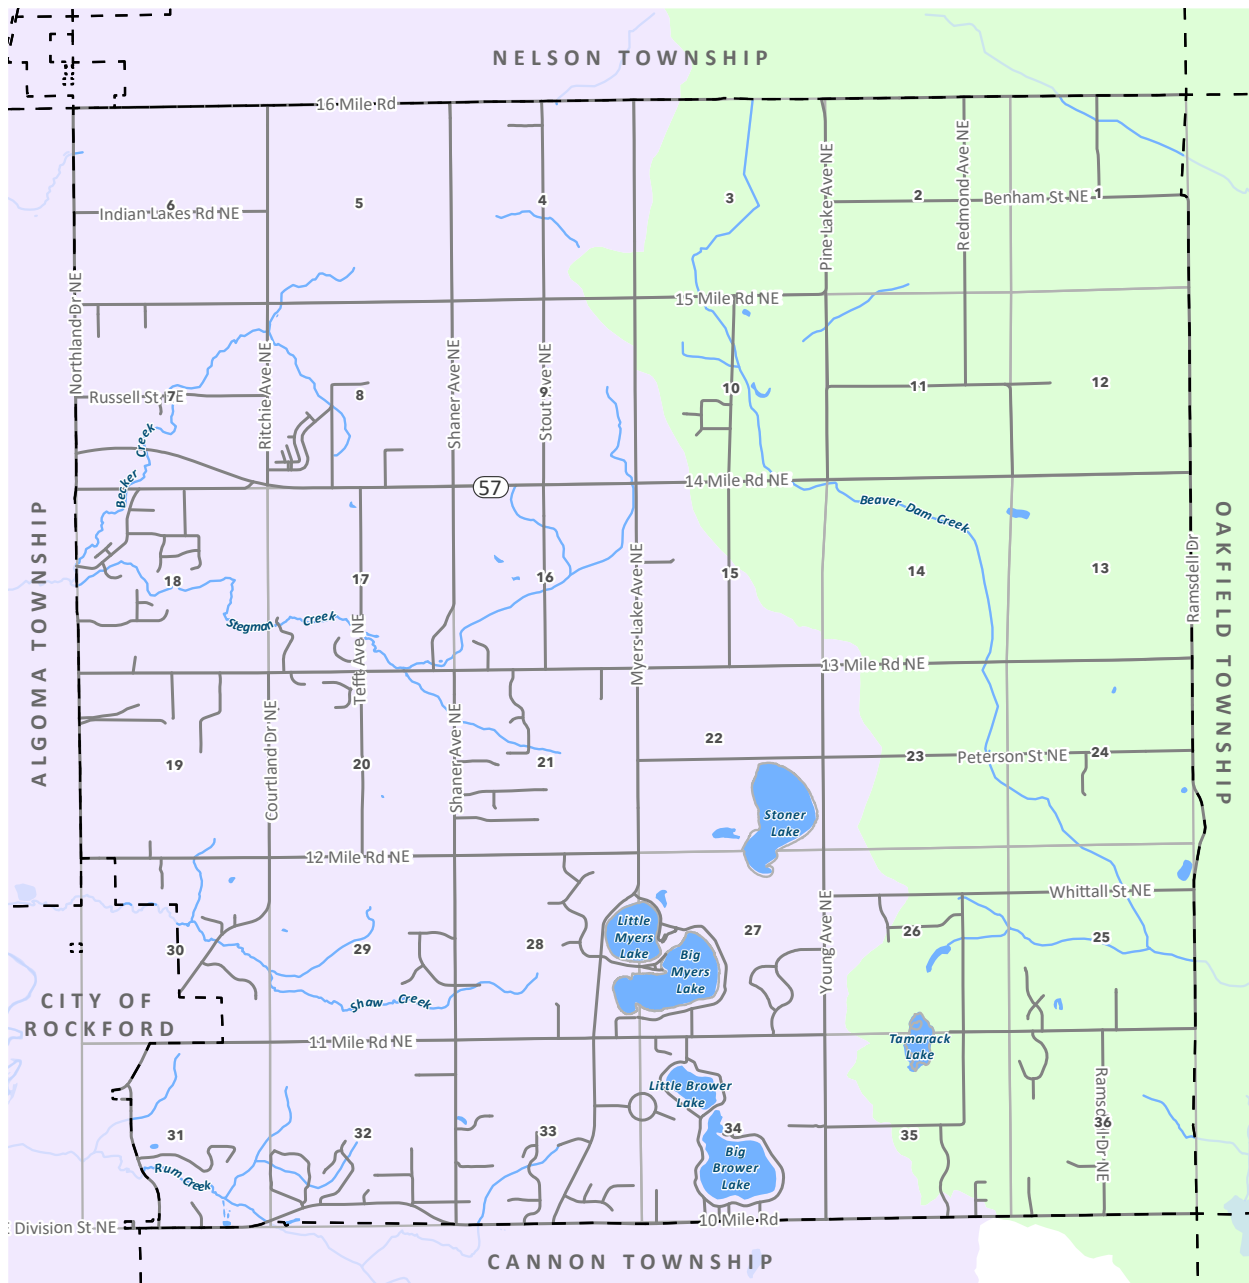 NELSON TOWNSHIP
16 Mile Rd
Pine Lake Ave NE
Redmond Ave NE
6
5
4
3
2
Benham St NE
1
Indian Lakes Rd NE
Northland Dr NE
15 Mile Rd NE
Ritchie Ave NE
Shaner Ave NE
Stout Ave NE
Russell St NE
7
8
9
10
11
12
Becker Creek
57
14 Mile Rd NE
Beaver Dam Creek
ALGOMA TOWNSHIP
OAKFIELD TOWNSHIP
Ramsdell Dr
Myers Lake Ave NE
18
17
16
15
14
13
Stegman Creek
Tefft Ave NE
13 Mile Rd NE
Courtland Dr NE
Shaner Ave NE
19
20
21
22
23
Peterson St NE
24
Stoner
Lake
12 Mile Rd NE
Whittall St NE
Young Ave NE
Little
Myers
Lake
Big
Myers
Lake
30
29
28
27
26
25
CITY OF
ROCKFORD
Shaw Creek
11 Mile Rd NE
Tamarack
Lake
Little Brower
Lake
Ramsdell Dr NE
31
32
33
34
35
36
Big
Brower
Lake
Rum Creek
E Division St NE
10 Mile Rd
CANNON TOWNSHIP